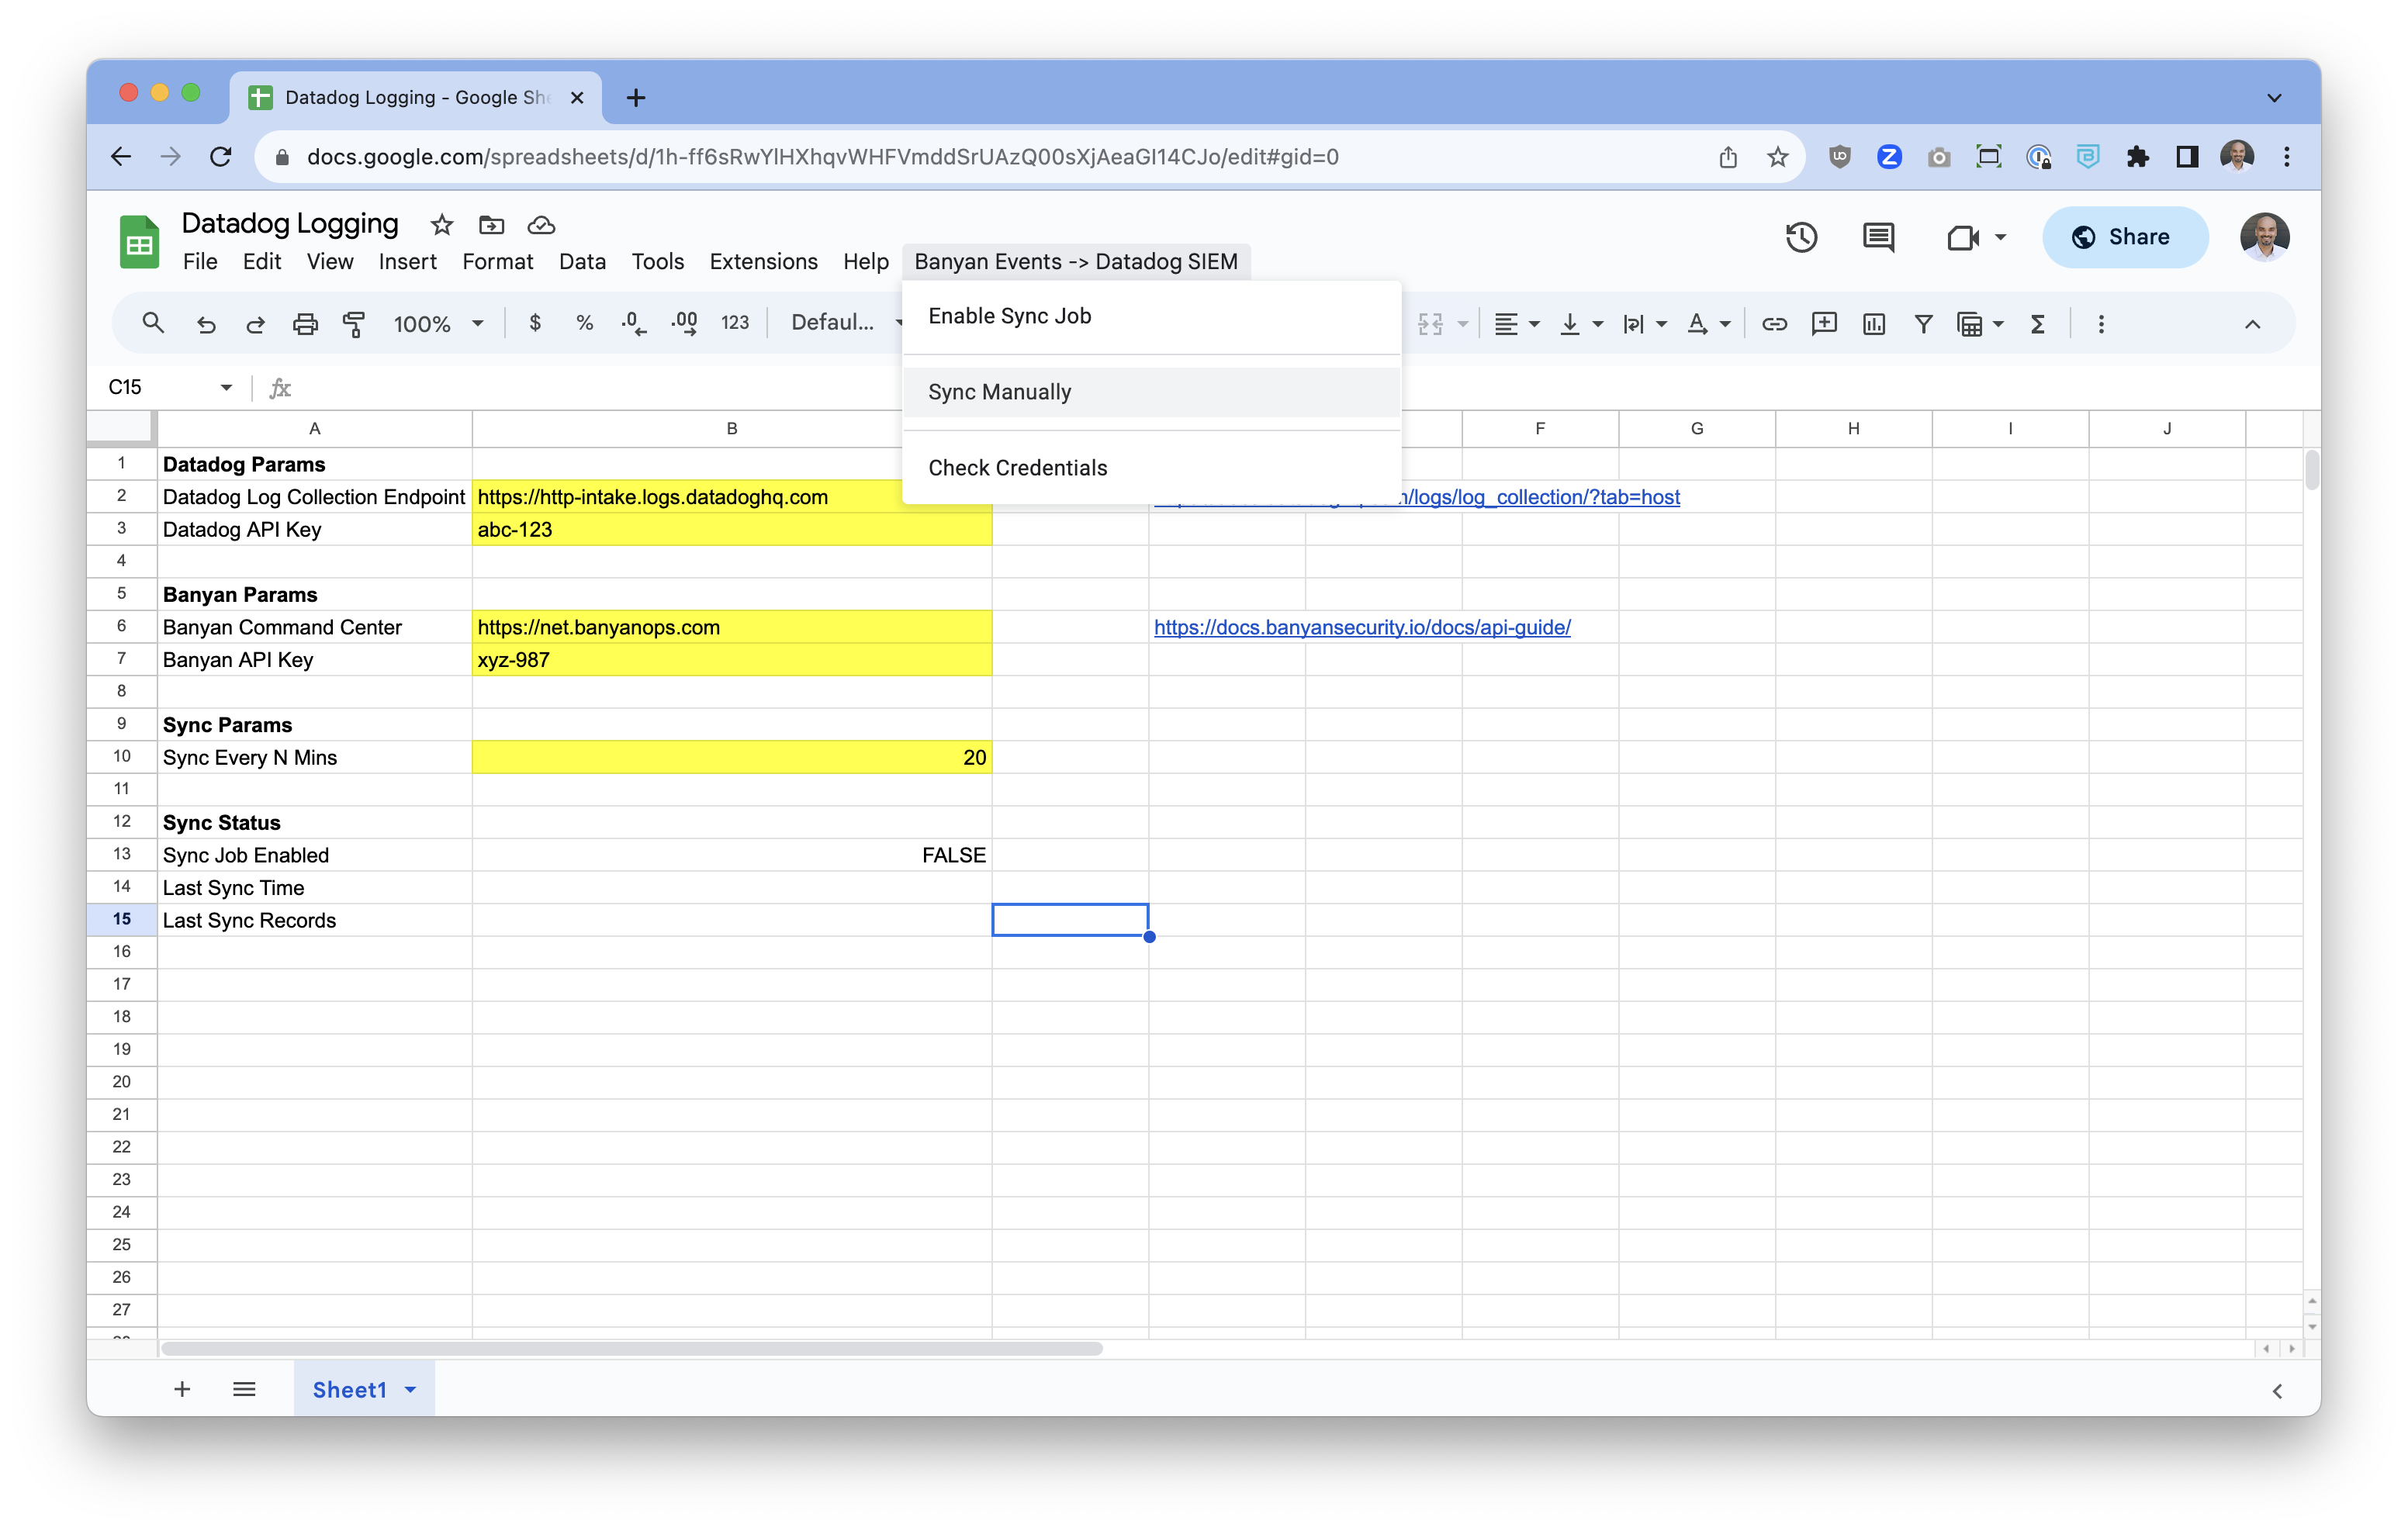 Datadog Logging - Google She
docs.google.com/spreadsheets/d/1h-ff6sRwYlHXhqvWHFVmddSrUAzQ00sXjAeaGI14CJo/edit#gid=0
Datadog Logging
Share
File Edit View Insert Format Data Tools Extensions Help Banyan Events -> Datadog SIEM
Enable Sync Job
Sync Manually
Check Credentials
100% $ % .0 .00 123 Defaul...
C15 fx
A B F G H I J
1 Datadog Params
2 Datadog Log Collection Endpoint https://http-intake.logs.datadoghq.com /logs/log_collection/?tab=host
3 Datadog API Key abc-123
4
5 Banyan Params
6 Banyan Command Center https://net.banyanops.com https://docs.banyansecurity.io/docs/api-guide/
7 Banyan API Key xyz-987
8
9 Sync Params
10 Sync Every N Mins 20
11
12 Sync Status
13 Sync Job Enabled FALSE
14 Last Sync Time
15 Last Sync Records
16
17
18
19
20
21
22
23
24
25
26
27
Sheet1